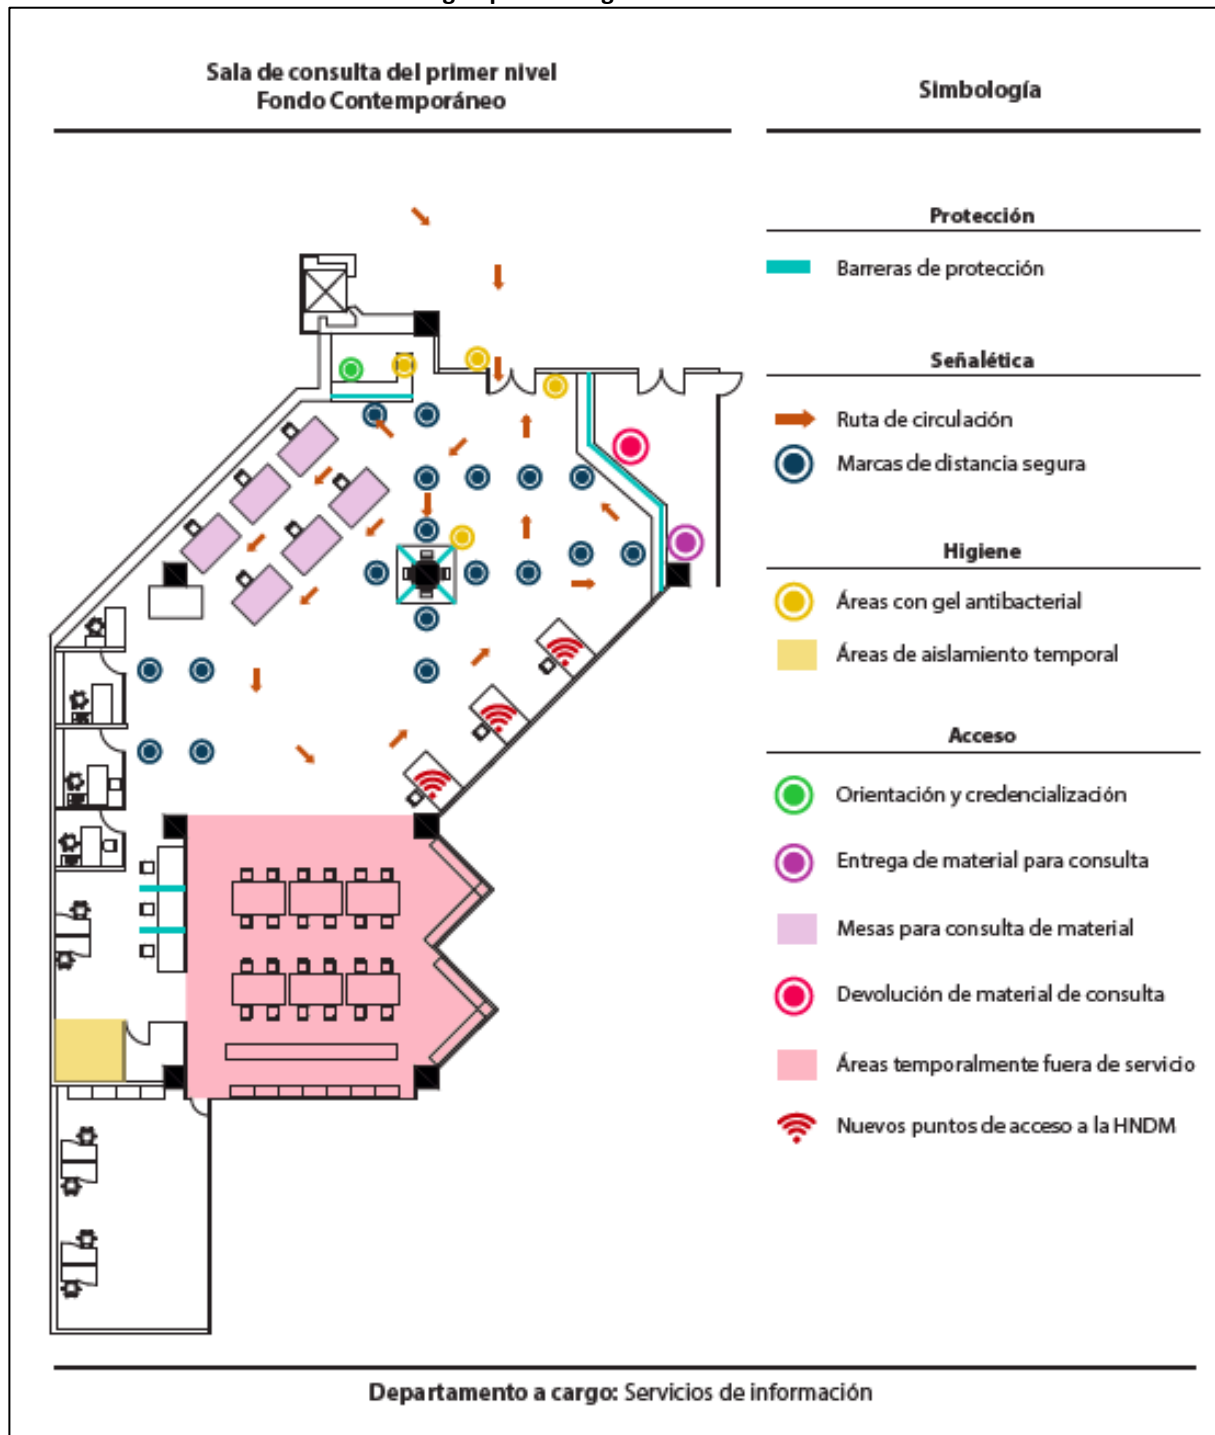 Sala de consulta del primer nivel
Fondo Contemporáneo
Simbología
Protección
Barreras de protección
Señalética
Ruta de circulación
Marcas de distancia segura
Higiene
Áreas con gel antibacterial
Áreas de aislamiento temporal
Acceso
Orientación y credencialización
Entrega de material para consulta
Mesas para consulta de material
Devolución de material de consulta
Áreas temporalmente fuera de servicio
Nuevos puntos de acceso a la HNDM
Departamento a cargo: Servicios de información